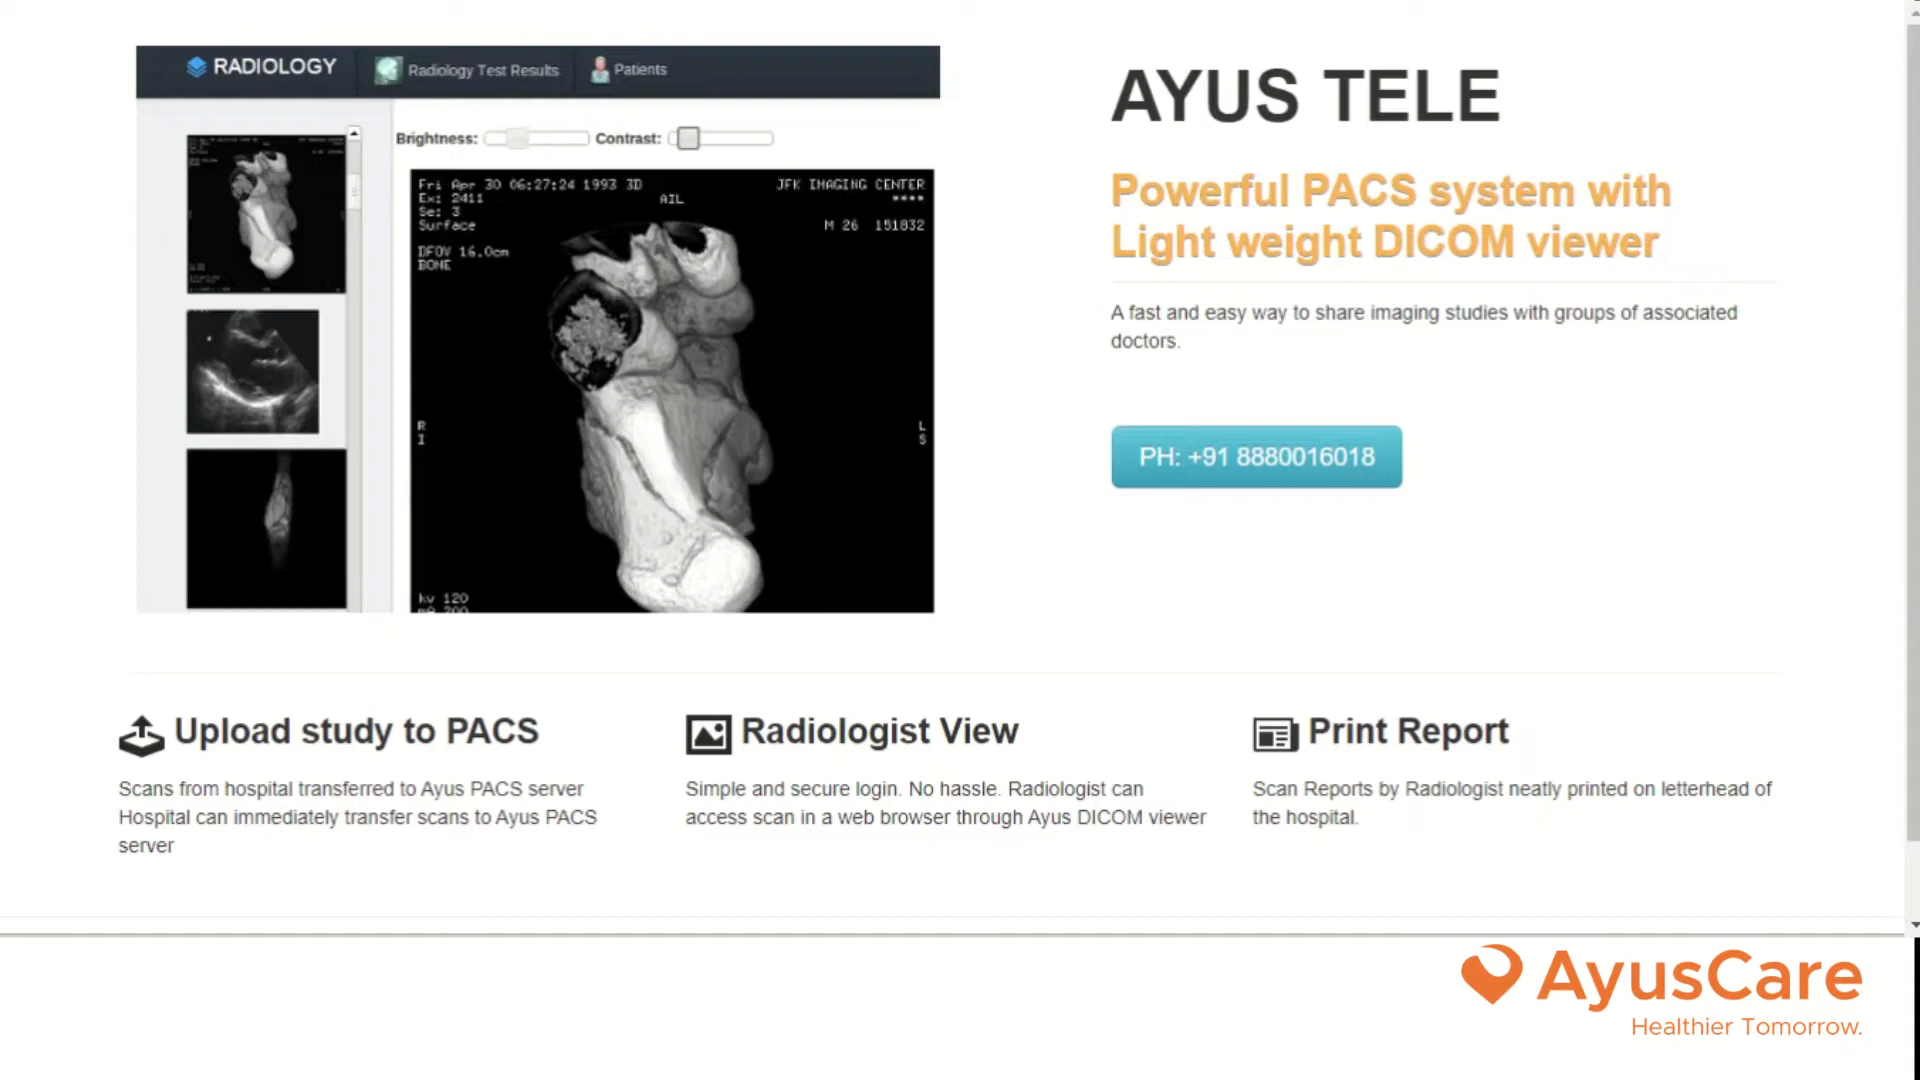 RADIOLOGY
Radiology Test Results
Patients
Brightness:
Contrast:
Fri Apr 30 06:27:24 1993 3D
Ex: 2411
Se: 3
Surface
DFOV 16.0cm
BONE
AIL
JFK IMAGING CENTER
****
M 26 151832
R
I
L
S
kv 120
mA 200
AYUS TELE
Powerful PACS system with
Light weight DICOM viewer
A fast and easy way to share imaging studies with groups of associated
doctors.
PH: +91 8880016018
Upload study to PACS
Scans from hospital transferred to Ayus PACS server
Hospital can immediately transfer scans to Ayus PACS
server
Radiologist View
Simple and secure login. No hassle. Radiologist can
access scan in a web browser through Ayus DICOM viewer
Print Report
Scan Reports by Radiologist neatly printed on letterhead of
the hospital.
AyusCare
Healthier Tomorrow.